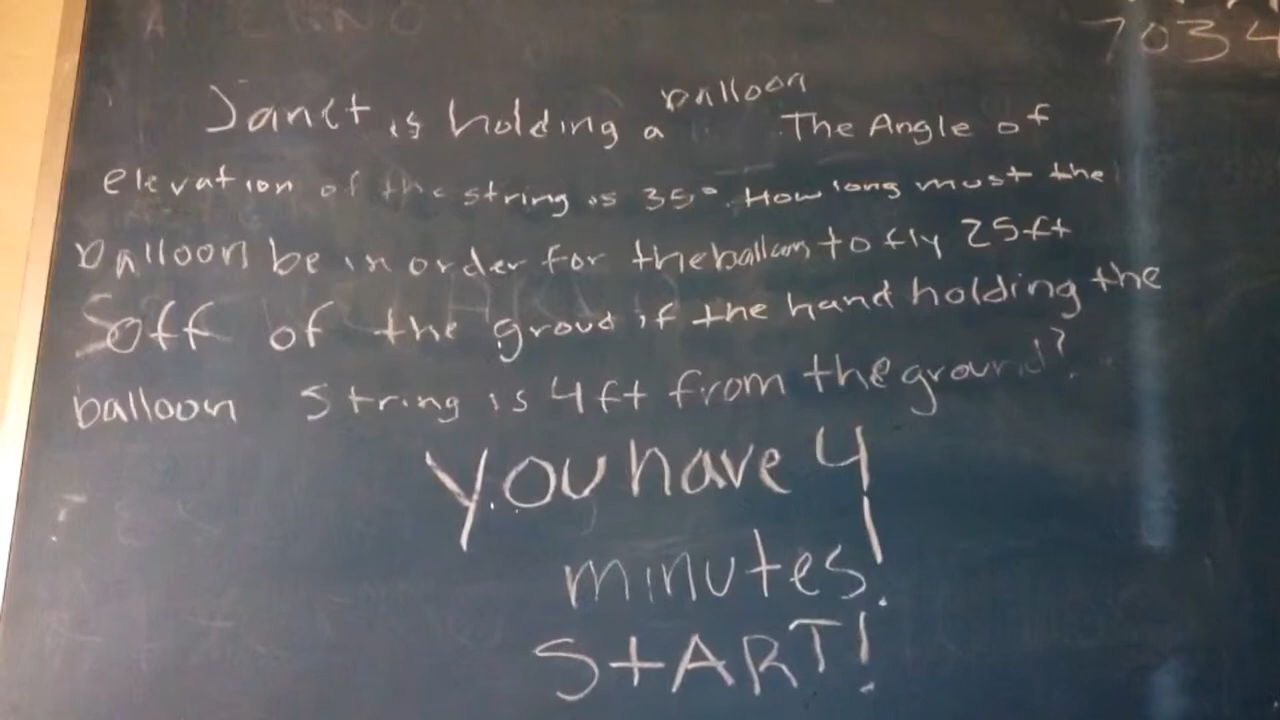 7034
Janet is holding a balloon The Angle of
elevation of the string is 35°. How long must the
balloon be in order for the balloon to fly 25ft
Soff of the groud if the hand holding the
balloon string is 4ft from the ground?
You have 4
minutes!
START!